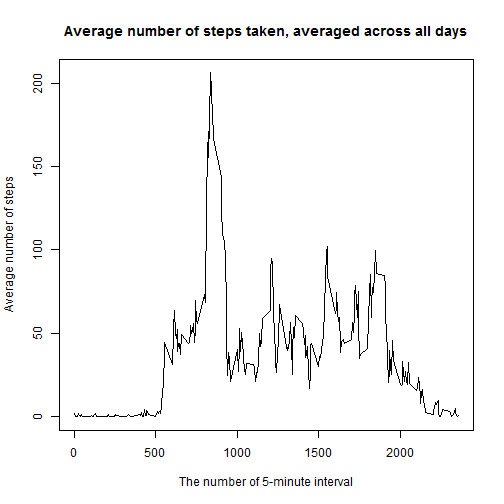 Average number of steps taken, averaged across all days
Average number of steps
200
150
100
50
0
0 500 1000 1500 2000
The number of 5-minute interval